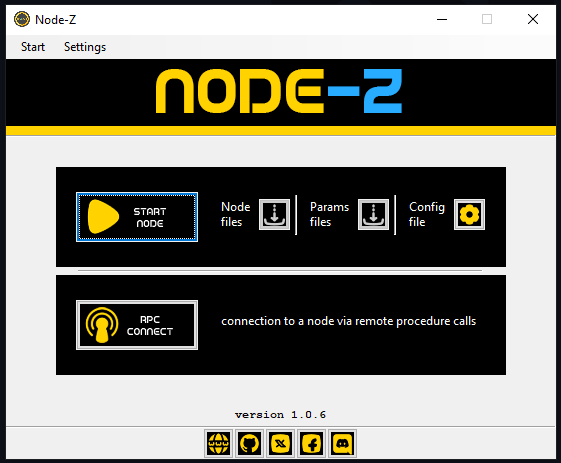 Node-Z
Start Settings
NODE-Z
START
NODE
Node
files
Params
files
Config
file
RPC
CONNECT
connection to a node via remote procedure calls
version 1.0.6